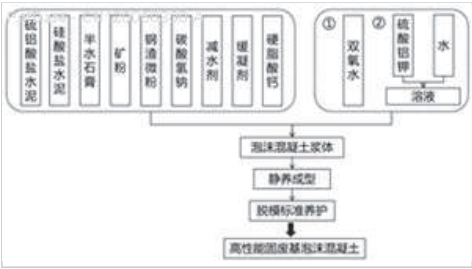 硫铝酸盐水泥
硅酸盐水泥
半水石膏
矿粉
钢渣微粉
碳酸氢钠
减水剂
缓凝剂
硬脂酸钙
①
双氧水
②
硫酸铝钾
水
溶液
泡沫混凝土浆体
静养成型
脱模标准养护
高性能固废基泡沫混凝土